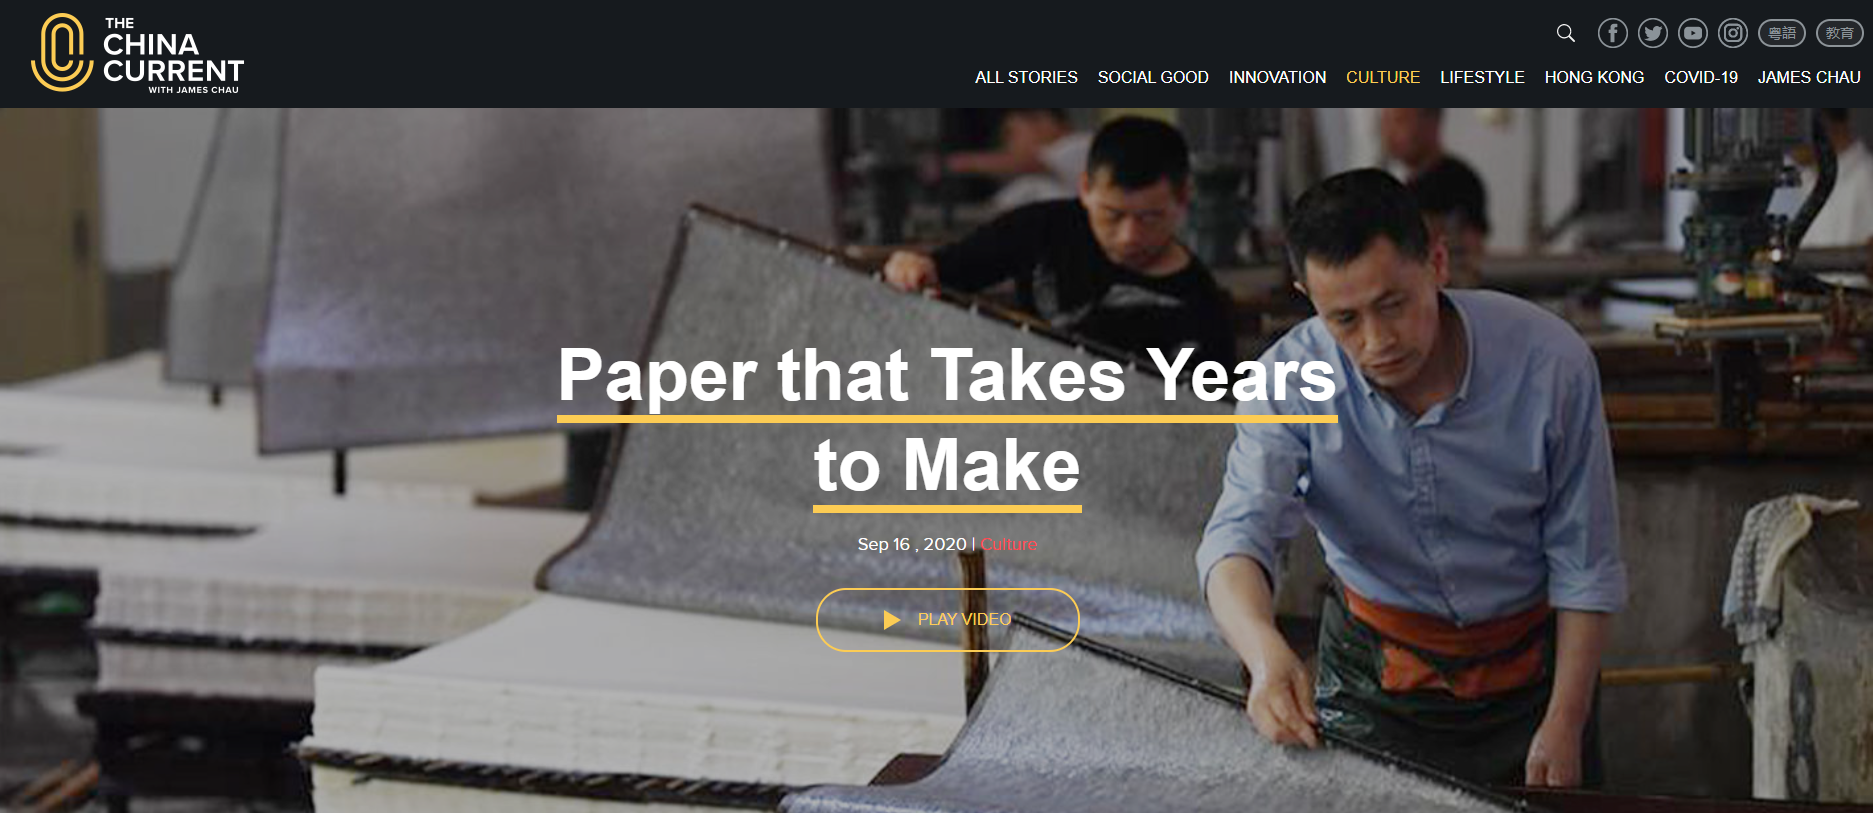 THE
CHINA
CURRENT
WITH JAMES CHAU
粵語
教育
ALL STORIES
SOCIAL GOOD
INNOVATION
CULTURE
LIFESTYLE
HONG KONG
COVID-19
JAMES CHAU
Paper that Takes Years
to Make
Sep 16 , 2020 | Culture
PLAY VIDEO